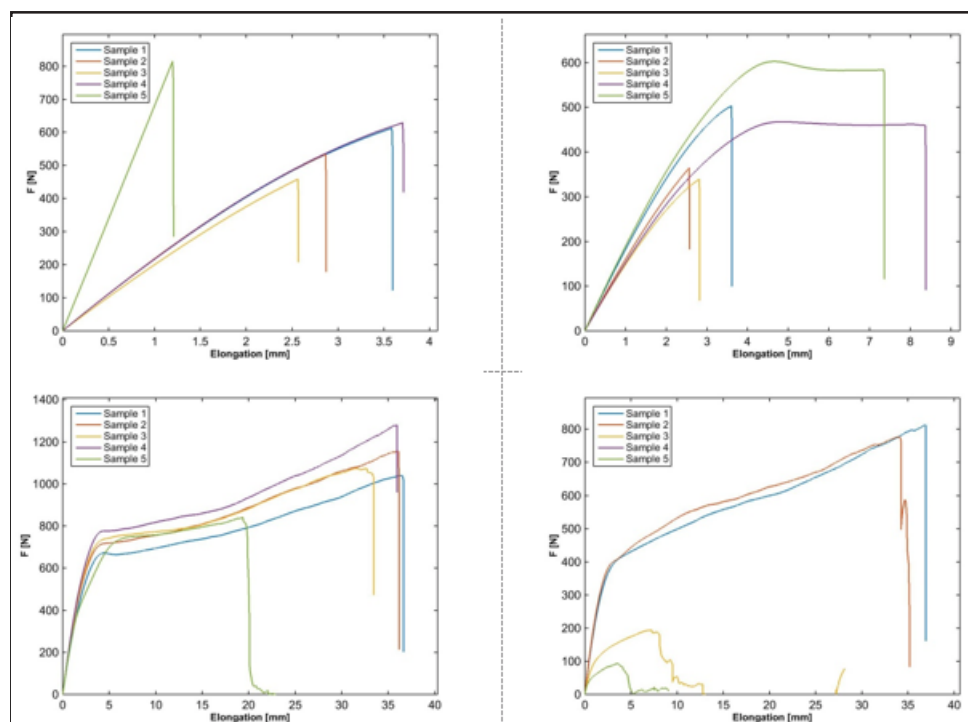 Sample 1
Sample 2
Sample 3
Sample 4
Sample 5
F [N]
800
700
600
500
400
300
200
100
0
0 0.5 1 1.5 2 2.5 3 3.5 4
Elongation [mm]
Sample 1
Sample 2
Sample 3
Sample 4
Sample 5
F [N]
600
500
400
300
200
100
0
0 1 2 3 4 5 6 7 8 9
Elongation [mm]
Sample 1
Sample 2
Sample 3
Sample 4
Sample 5
F [N]
1400
1200
1000
800
600
400
200
0
0 5 10 15 20 25 30 35 40
Elongation [mm]
Sample 1
Sample 2
Sample 3
Sample 4
Sample 5
F [N]
800
700
600
500
400
300
200
100
0
0 5 10 15 20 25 30 35 40
Elongation [mm]